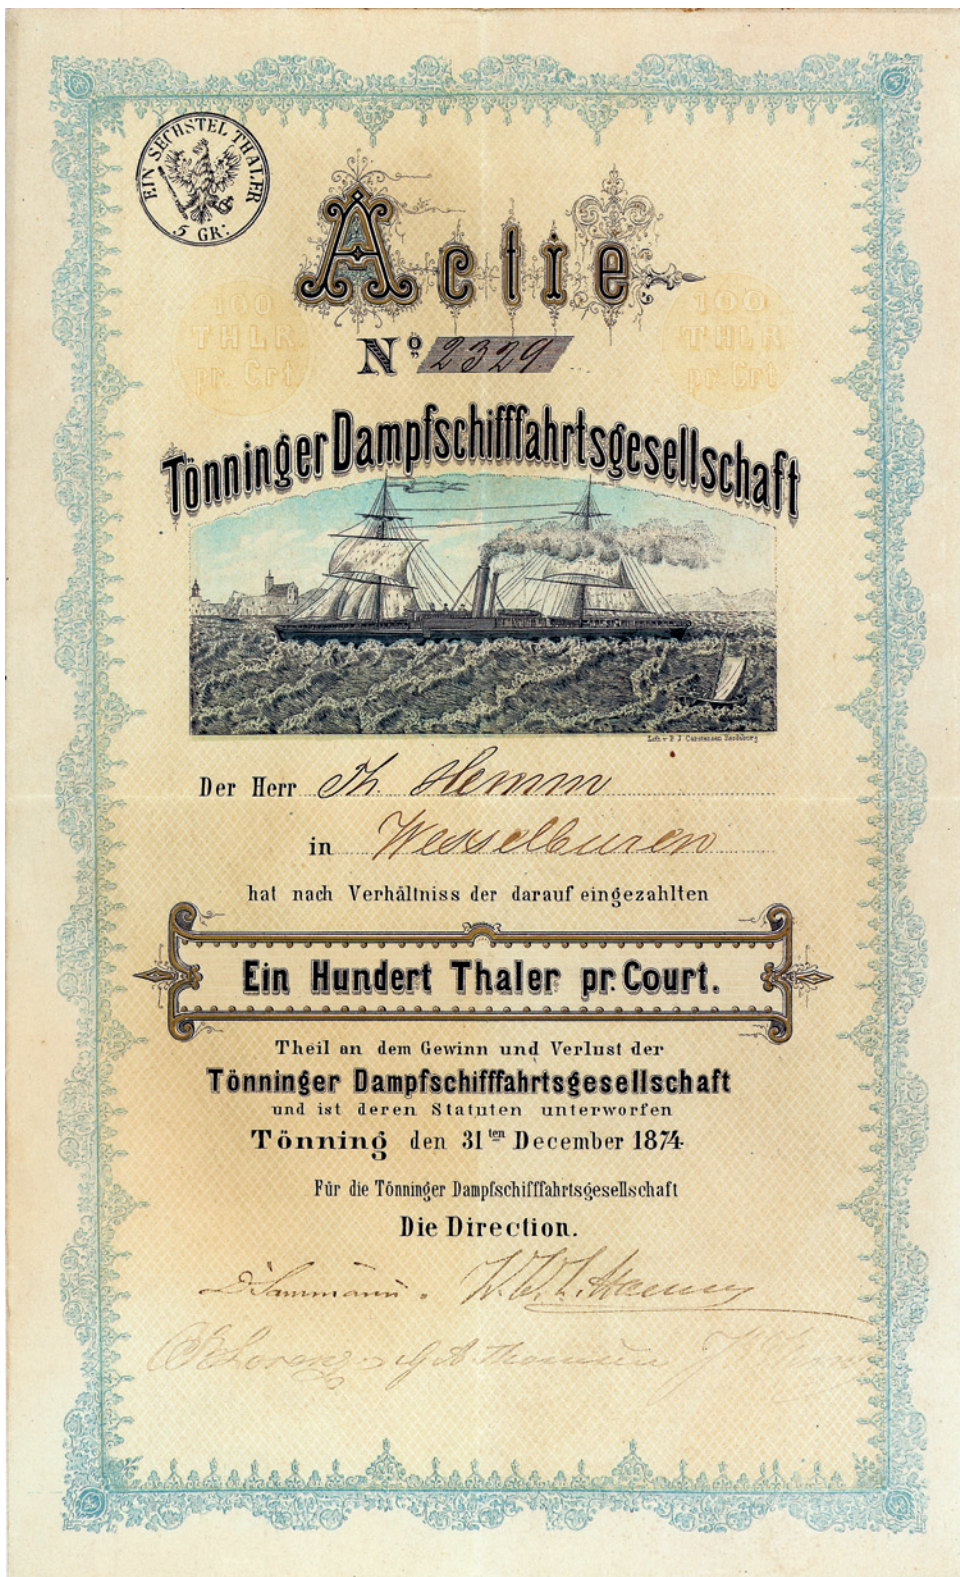 EIN SECHSTEL THALER
5 GR:
Actie
100 THLR. pr. Crt
100 THLR pr. Crt
No 2329
Tönninger Dampfschifffahrtsgesellschaft
Lith. v.
Der Herr Th.
in Wesselburen
hat nach Verhältniss der darauf eingezahlten
Ein Hundert Thaler pr. Court.
Theil an dem Gewinn und Verlust der
Tönninger Dampfschifffahrtsgesellschaft
und ist deren Statuten unterworfen
Tönning den 31ten December 1874
Für die Tönninger Dampfschifffahrtsgesellschaft
Die Direction.